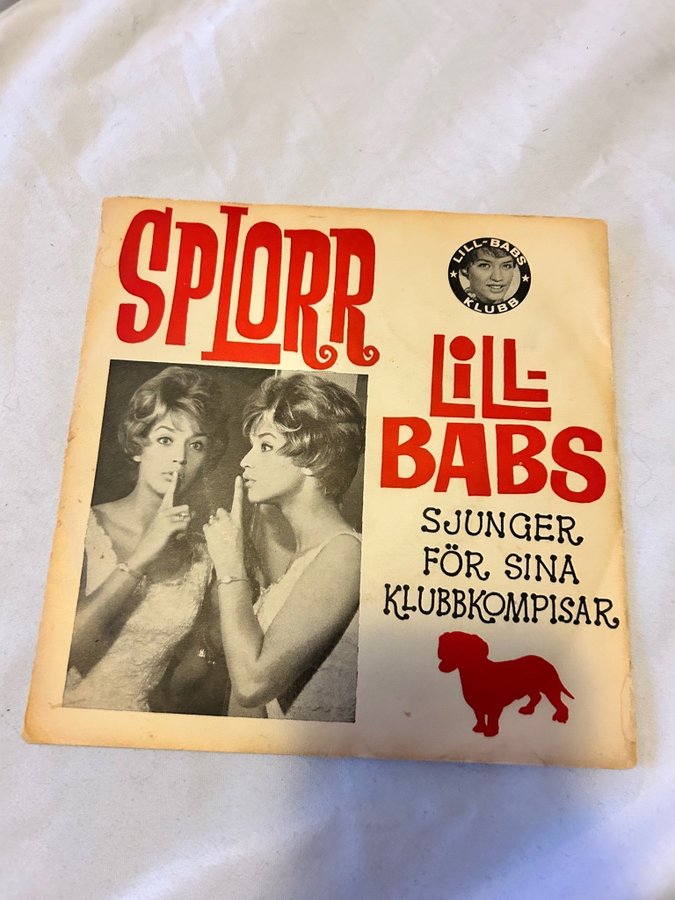 SPLORR
LILL-BABS
KLUBB
LiLL-
BABS
SJUNGER
FÖR SINA
KLUBBKOMPISAR